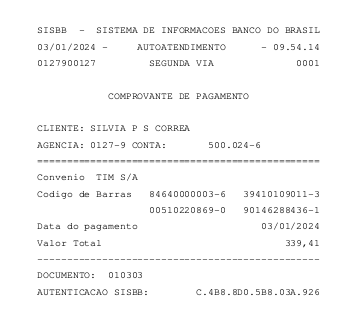 SISBB - SISTEMA DE INFORMACOES BANCO DO BRASIL
03/01/2024 - AUTOATENDIMENTO - 09.54.14
0127900127 SEGUNDA VIA 0001
COMPROVANTE DE PAGAMENTO
CLIENTE: SILVIA P S CORREA
AGENCIA: 0127-9 CONTA: 500.024-6
================================================
Convenio TIM S/A
Codigo de Barras 84640000003-6 39410109011-3
00510220869-0 90146288436-1
Data do pagamento 03/01/2024
Valor Total 339,41
------------------------------------------------
DOCUMENTO: 010303
AUTENTICACAO SISBB: C.4B8.8D0.5B8.03A.926